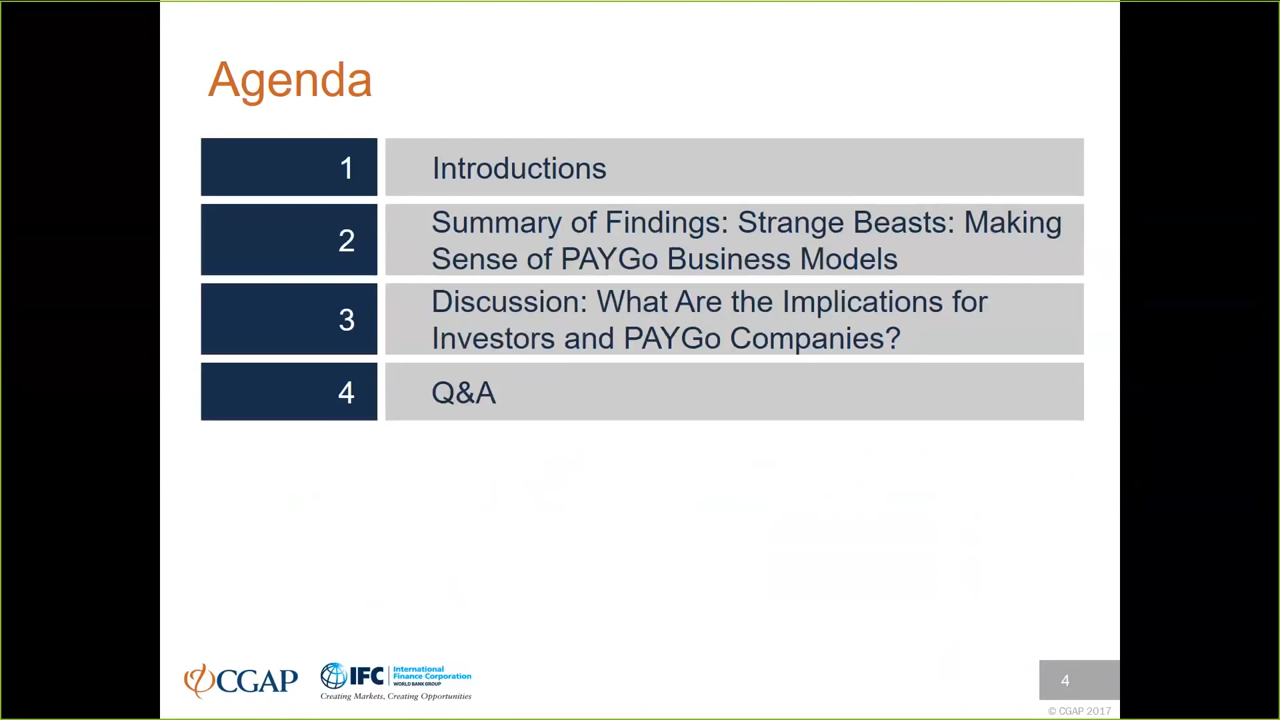 Agenda
1
Introductions
2
Summary of Findings: Strange Beasts: Making
Sense of PAYGo Business Models
3
Discussion: What Are the Implications for
Investors and PAYGo Companies?
4
Q&A
CGAP
IFC
International
Finance Corporation
WORLD BANK GROUP
Creating Markets, Creating Opportunities
4
© CGAP 2017